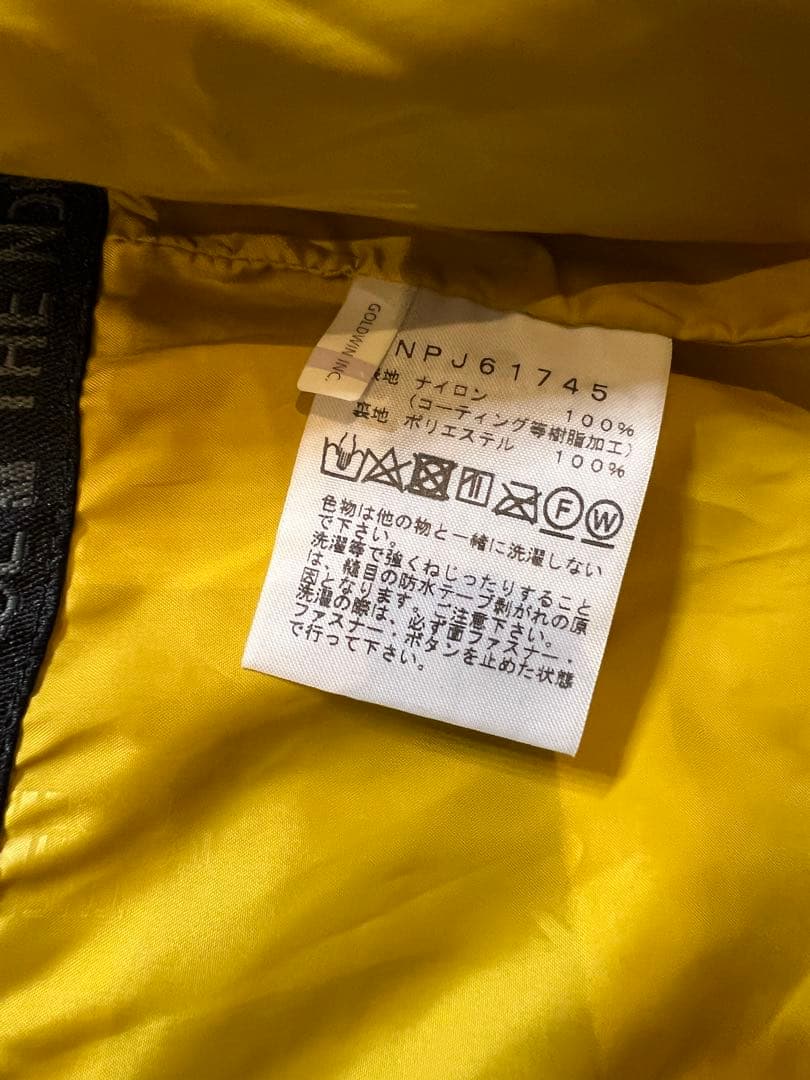 THE NO
GOLDWIN INC.
NPJ61745
表地 ナイロン 100%
(コーティング等樹脂加工)
裏地 ポリエステル 100%
F W
色物は他の物と一緒に洗濯しない
で下さい。
洗濯等で強くねじったりすること
は、縫目の防水テープ剥がれの原
因となります。ご注意下さい。
洗濯の際は、必ず面ファスナー・
ファスナー・ボタンを止めた状態
で行って下さい。